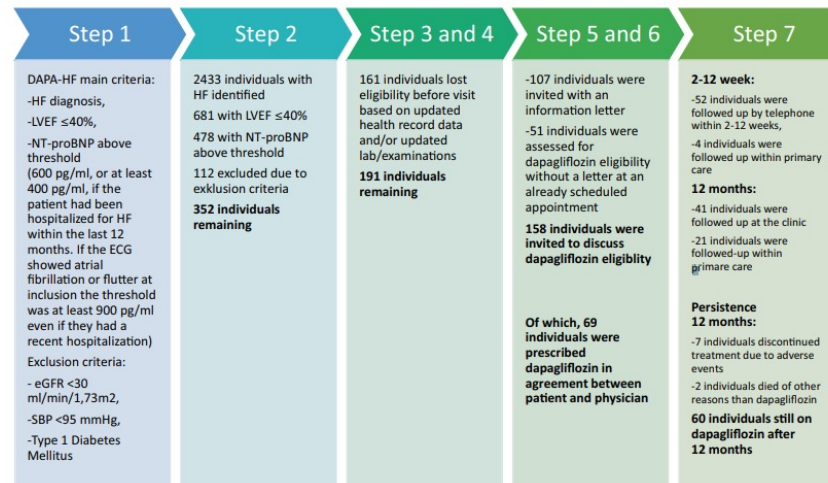 Step 1
DAPA-HF main criteria:
-HF diagnosis,
-LVEF ≤40%,
-NT-proBNP above
threshold
(600 pg/ml, or at least
400 pg/ml, if the
patient had been
hospitalized for HF
within the last 12
months. If the ECG
showed atrial
fibrillation or flutter at
inclusion the threshold
was at least 900 pg/ml
even if they had a
recent hospitalization)
Exclusion criteria:
- eGFR <30
ml/min/1,73m2,
-SBP <95 mmHg,
-Type 1 Diabetes
Mellitus
Step 2
2433 individuals with
HF identified
681 with LVEF ≤40%
478 with NT-proBNP
above threshold
112 excluded due to
exklusion criteria
352 individuals
remaining
Step 3 and 4
161 individuals lost
eligibility before visit
based on updated
health record data
and/or updated
lab/examinations
191 individuals
remaining
Step 5 and 6
-107 individuals were
invited with an
information letter
-51 individuals were
assessed for
dapagliflozin eligibility
without a letter at an
already scheduled
appointment
158 individuals were
invited to discuss
dapagliflozin eligiblity
Of which, 69
individuals were
prescribed
dapagliflozin in
agreement between
patient and physician
Step 7
2-12 week:
-52 individuals were
followed up by telephone
within 2-12 weeks,
-4 individuals were
followed up within primary
care
12 months:
-41 individuals were
followed up at the clinic
-21 individuals were
followed-up within
primare care
Persistence
12 months:
-7 individuals discontinued
treatment due to adverse
events
-2 individuals died of other
reasons than dapagliflozin
60 individuals still on
dapagliflozin after
12 months